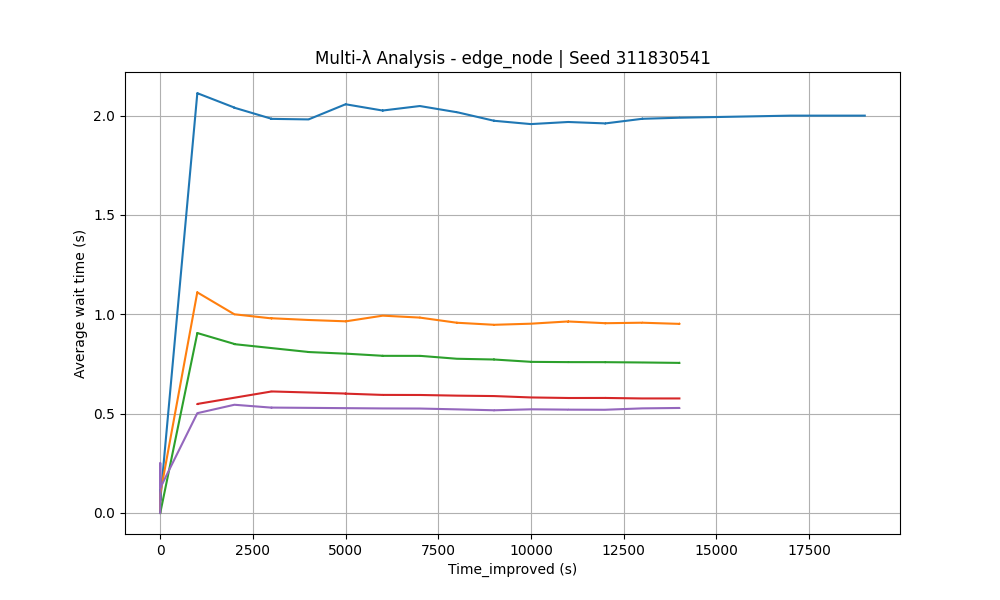 Multi-λ Analysis - edge_node | Seed 311830541
Average wait time (s)
2.0
1.5
1.0
0.5
0.0
0 2500 5000 7500 10000 12500 15000 17500
Time_improved (s)